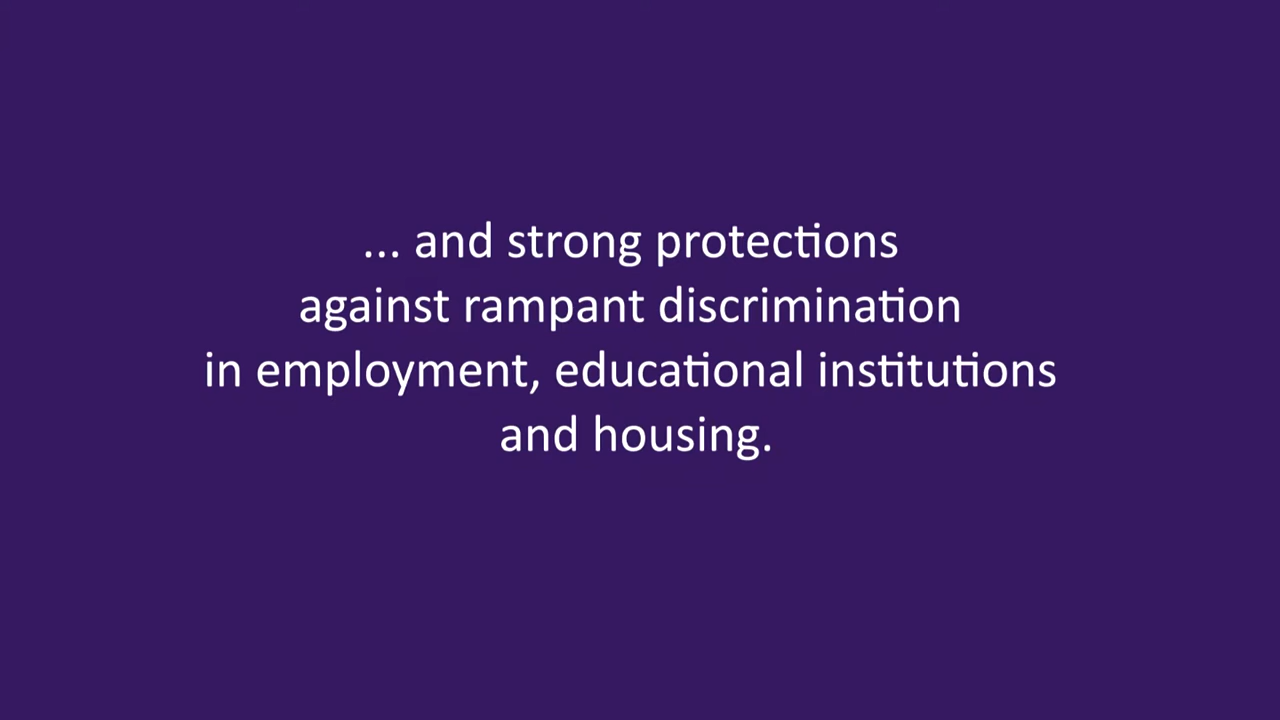 ... and strong protections
against rampant discrimination
in employment, educational institutions
and housing.